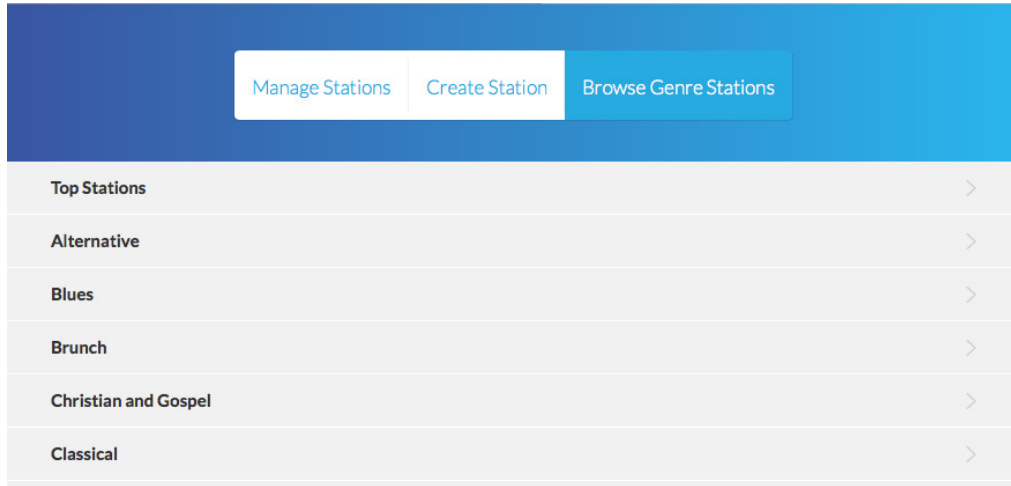 Manage Stations Create Station Browse Genre Stations
Top Stations
Alternative
Blues
Brunch
Christian and Gospel
Classical